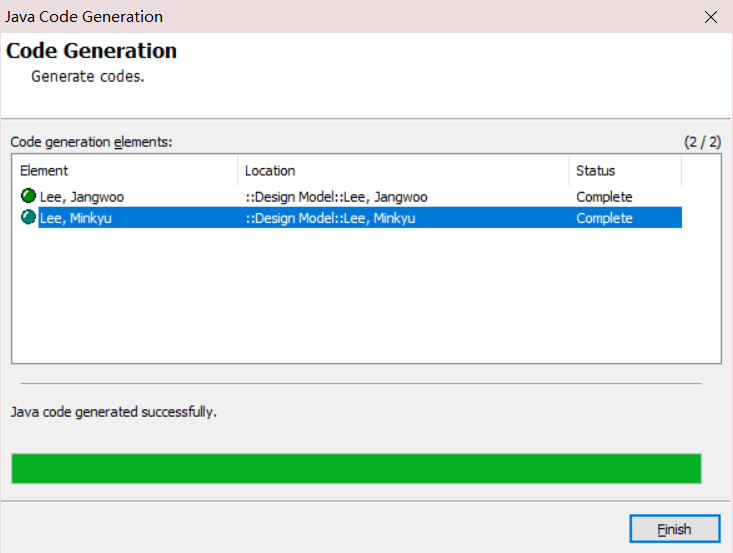 Java Code Generation
Code Generation
Generate codes.
Code generation elements: (2 / 2)
Element Location Status
Lee, Jangwoo ::Design Model::Lee, Jangwoo Complete
Lee, Minkyu ::Design Model::Lee, Minkyu Complete
Java code generated successfully.
Finish